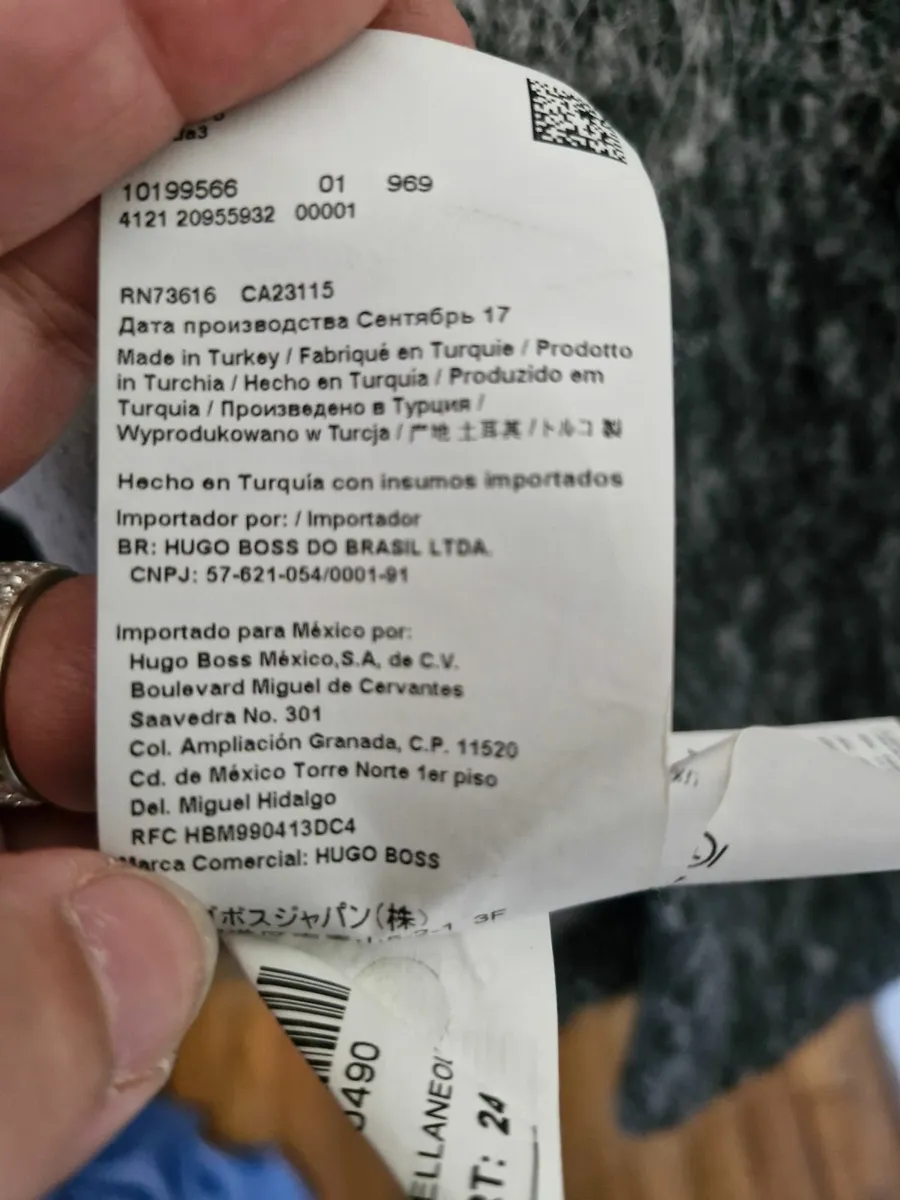 10199566 01 969
4121 20955932 00001
RN73616 CA23115
Дата производства Сентябрь 17
Made in Turkey / Fabriqué en Turquie / Prodotto
in Turchia / Hecho en Turquía / Produzido em
Turquia / Произведено в Турция /
Wyprodukowano w Turcja / 产地 土耳其 / トルコ 製
Hecho en Turquía con insumos importados
Importador por: / Importador
BR: HUGO BOSS DO BRASIL LTDA.
CNPJ: 57-621-054/0001-91
Importado para México por:
Hugo Boss México,S.A, de C.V.
Boulevard Miguel de Cervantes
Saavedra No. 301
Col. Ampliación Granada, C.P. 11520
Cd. de México Torre Norte 1er piso
Del. Miguel Hidalgo
RFC HBM990413DC4
Marca Comercial: HUGO BOSS
ボスジャパン(株)
3F
0490
ELLANEO
RT: 24